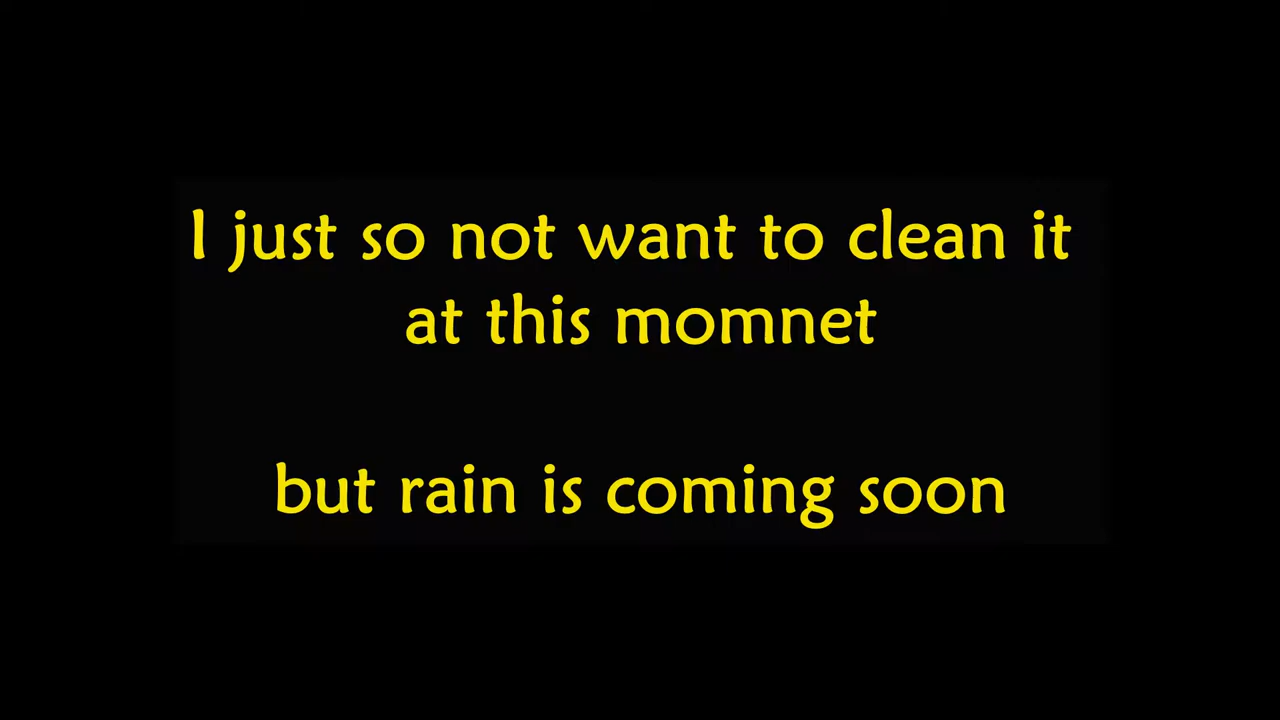 I just so not want to clean it
at this momnet
but rain is coming soon